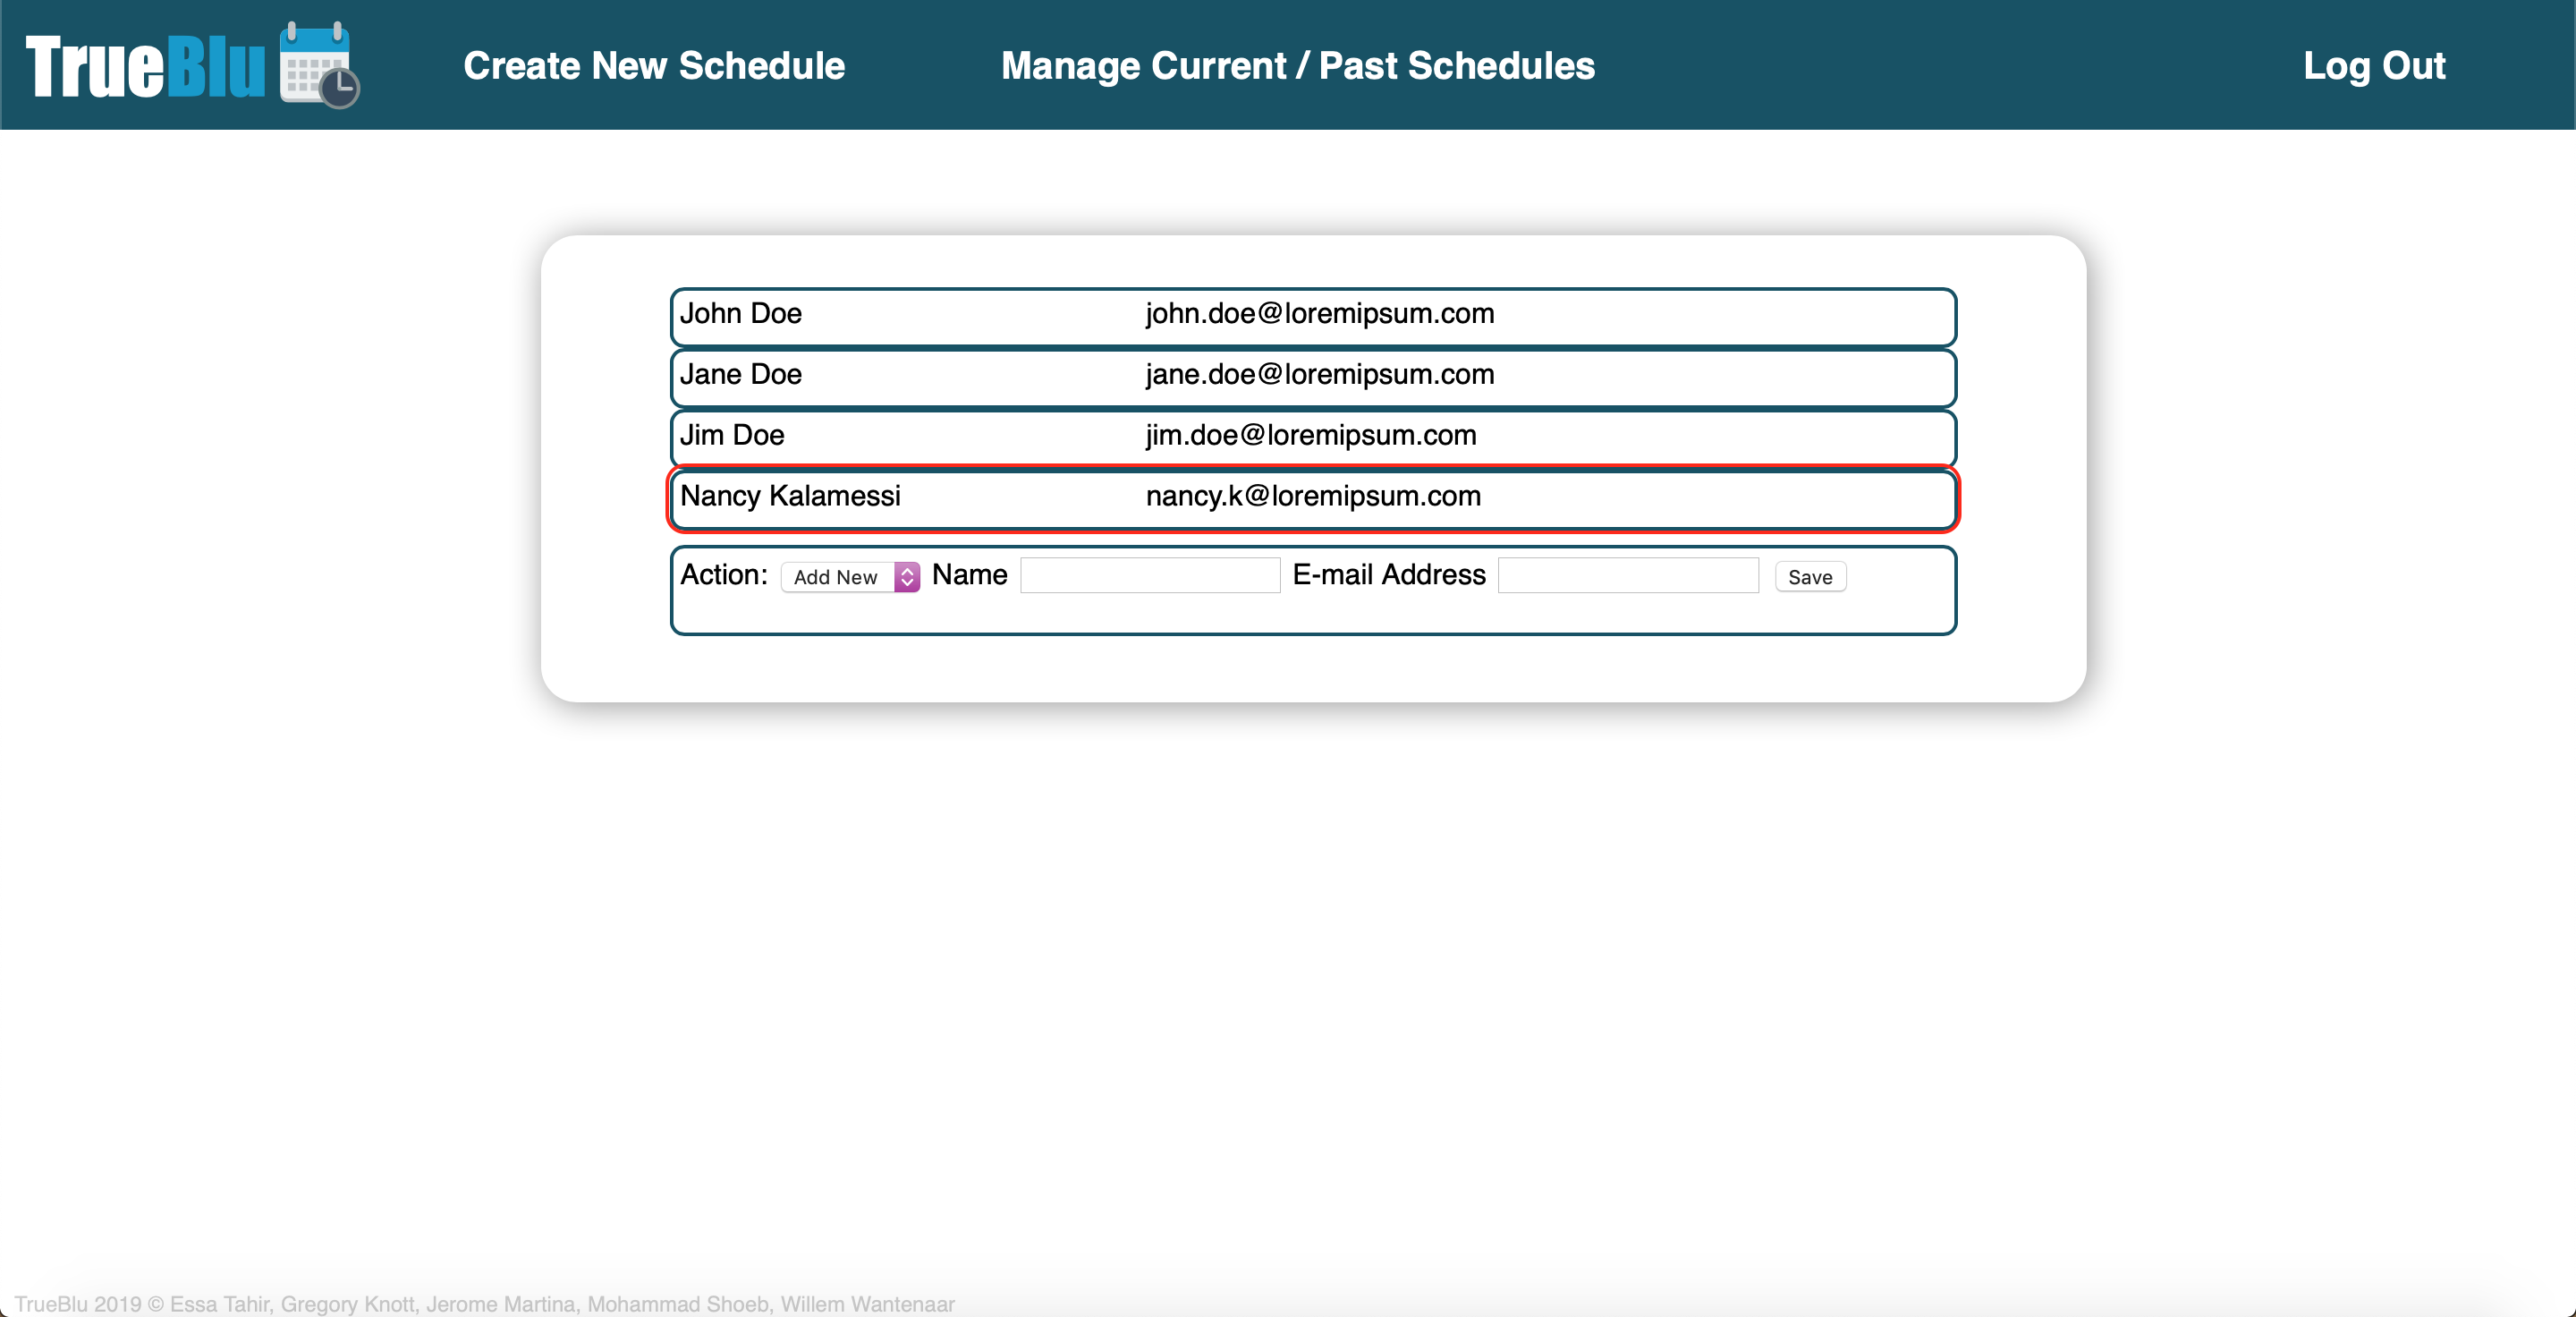 TrueBlu Create New Schedule Manage Current / Past Schedules Log Out
John Doe john.doe@loremipsum.com
Jane Doe jane.doe@loremipsum.com
Jim Doe jim.doe@loremipsum.com
Nancy Kalamessi nancy.k@loremipsum.com
Action: Add New Name E-mail Address Save
TrueBlu 2019 © Essa Tahir, Gregory Knott, Jerome Martina, Mohammad Shoeb, Willem Wantenaar